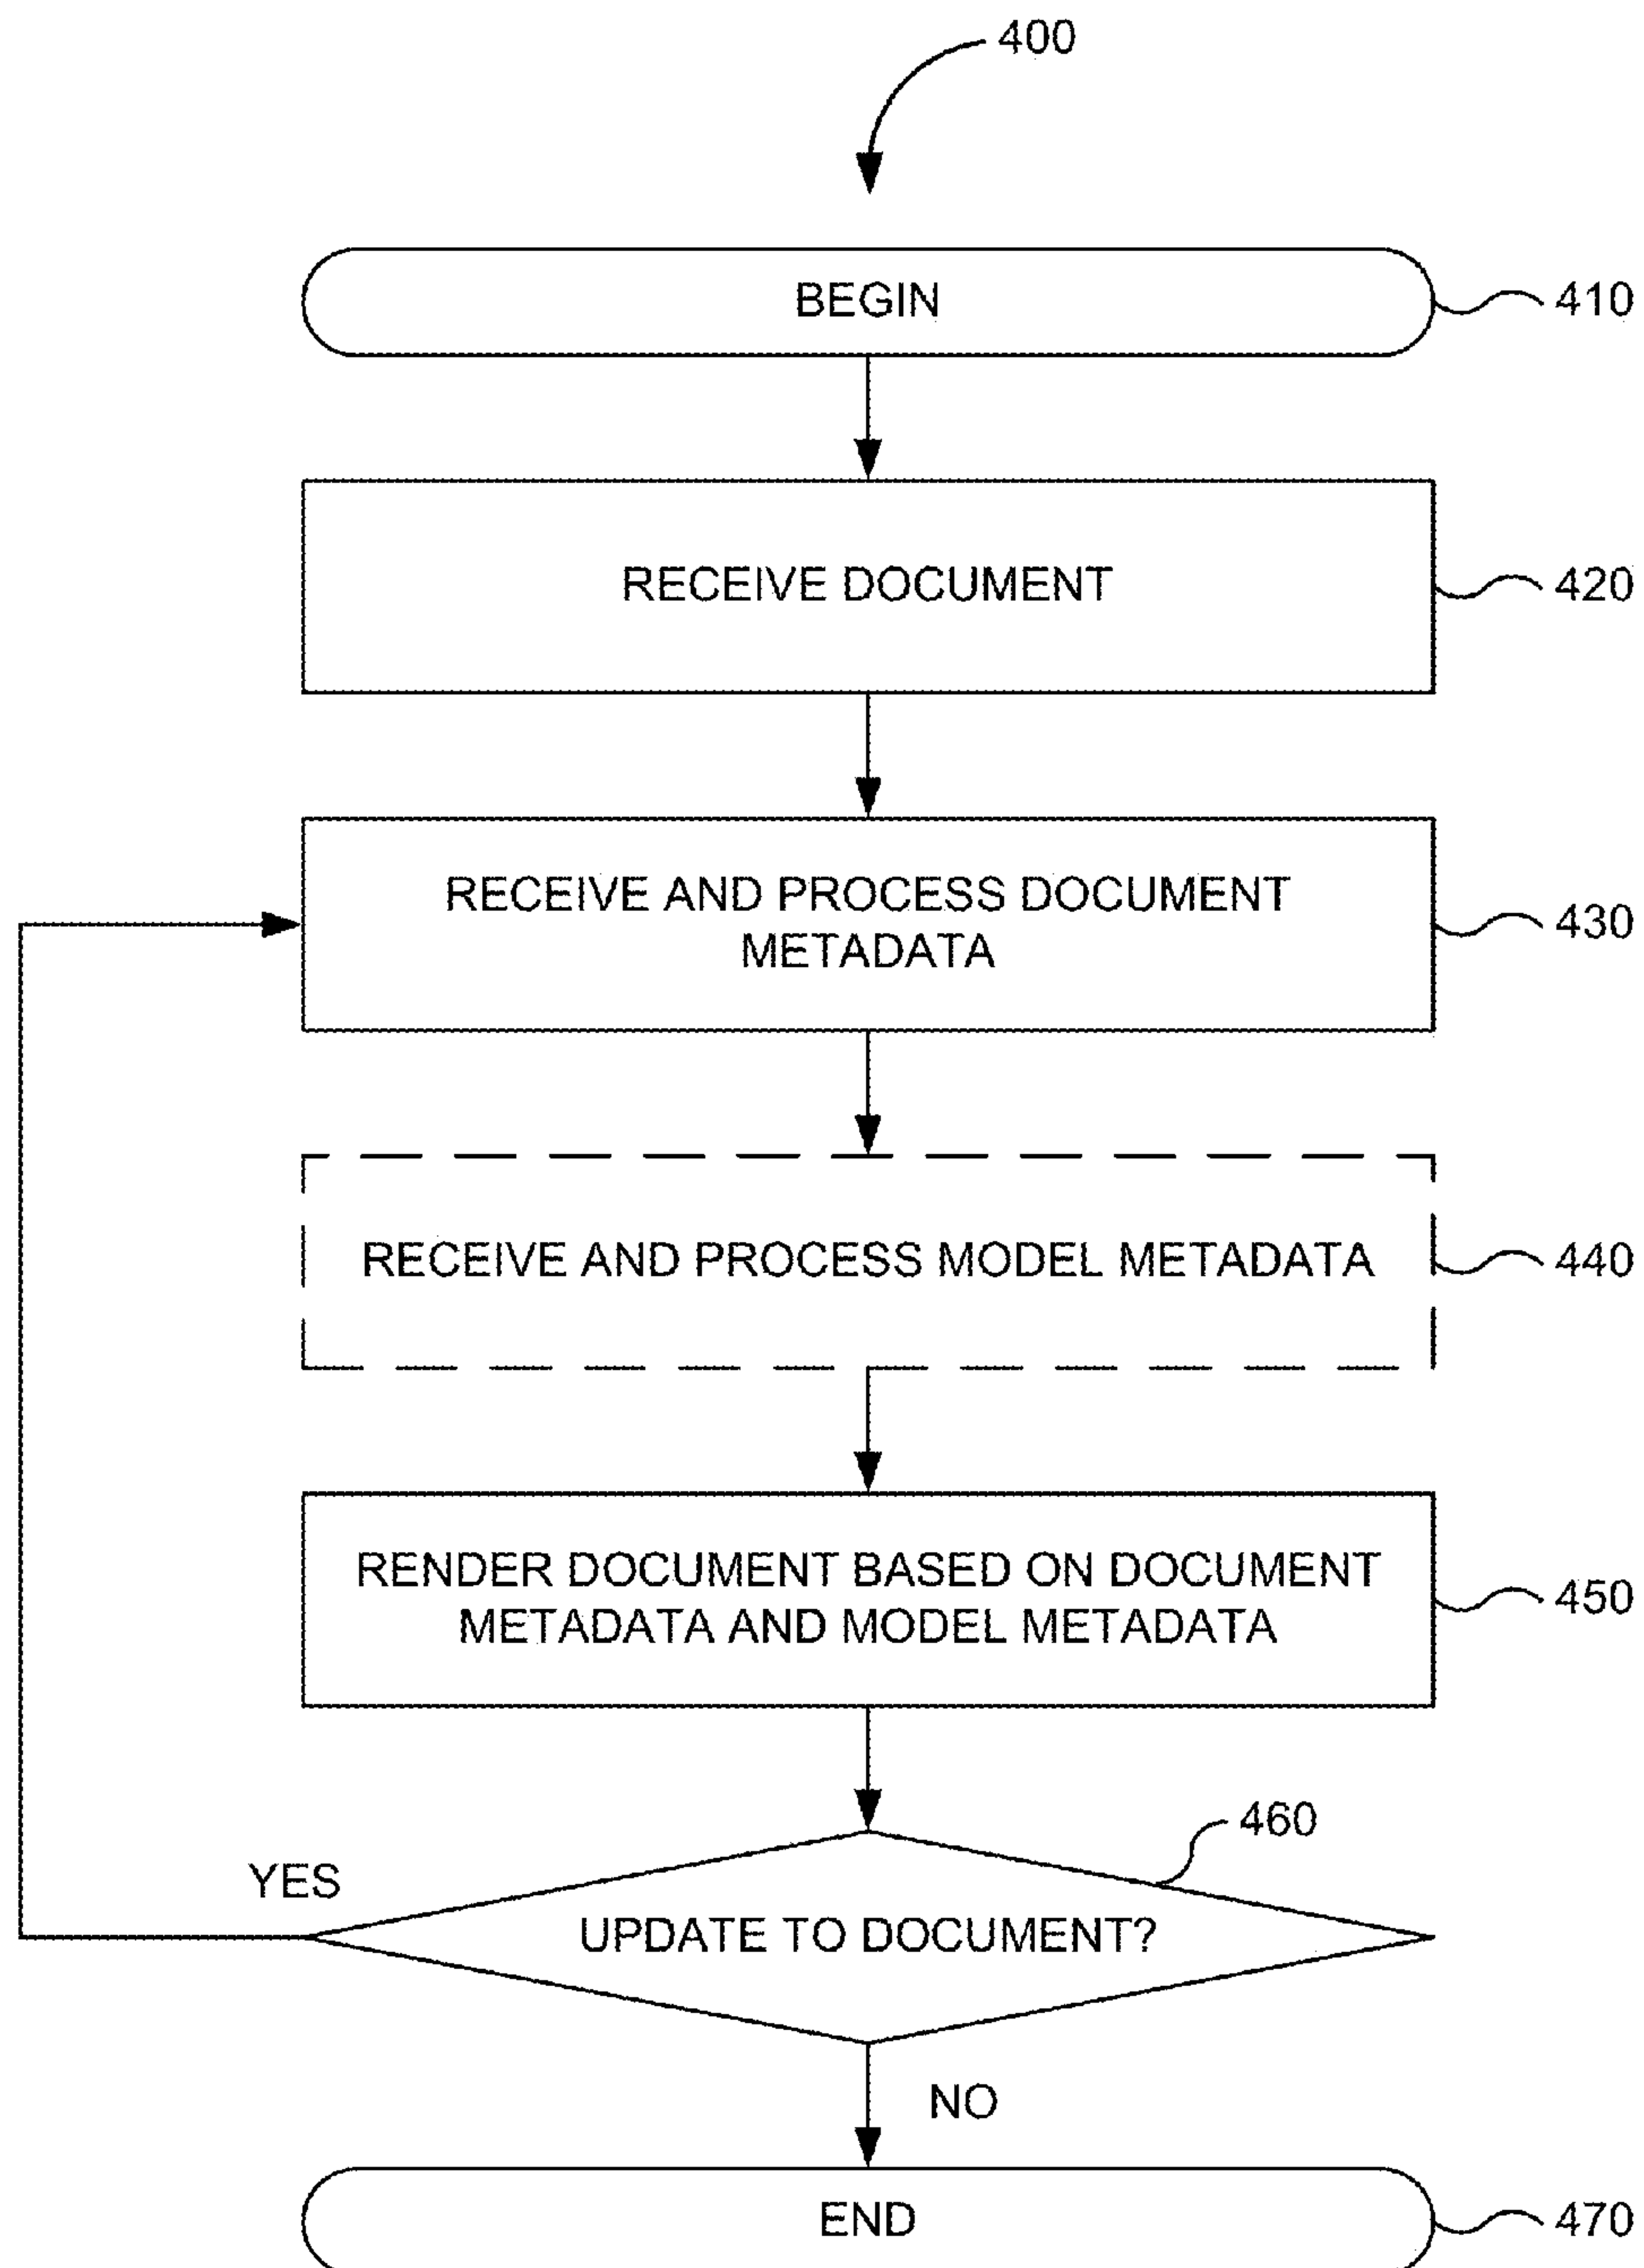 400
BEGIN
410
RECEIVE DOCUMENT
420
RECEIVE AND PROCESS DOCUMENT
METADATA
430
RECEIVE AND PROCESS MODEL METADATA
440
RENDER DOCUMENT BASED ON DOCUMENT
METADATA AND MODEL METADATA
450
460
YES
UPDATE TO DOCUMENT?
NO
END
470